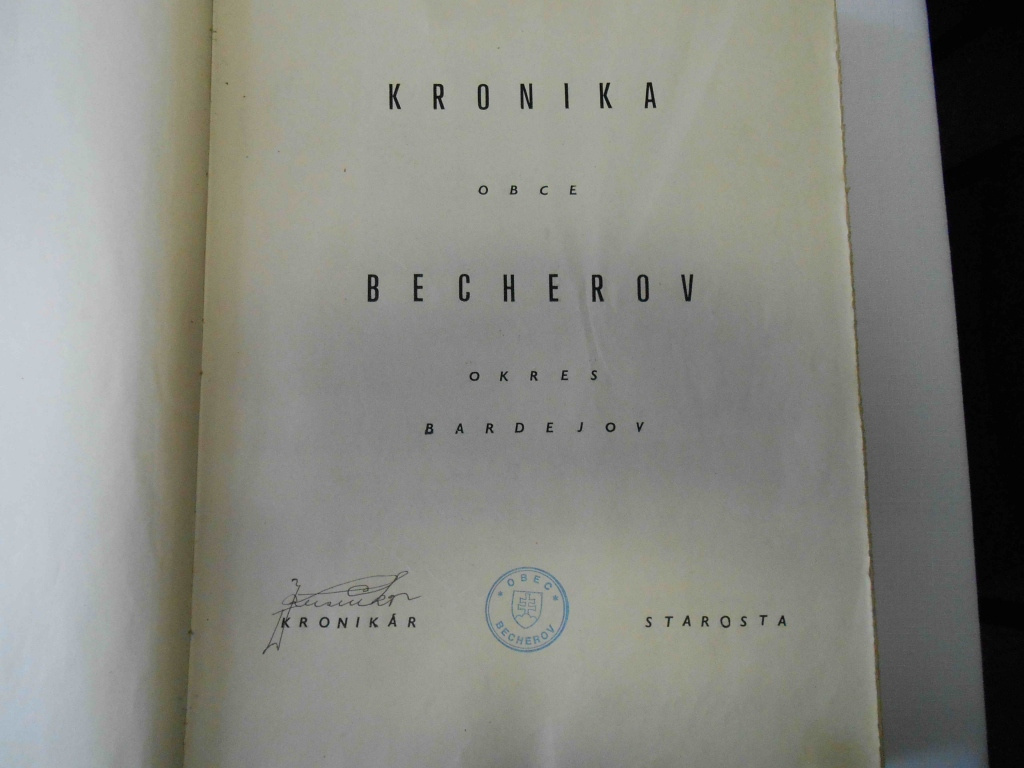 KRONIKA
OBCE
BECHEROV
OKRES
BARDEJOV
OBEC
BECHEROV
KRONIKÁR
STAROSTA